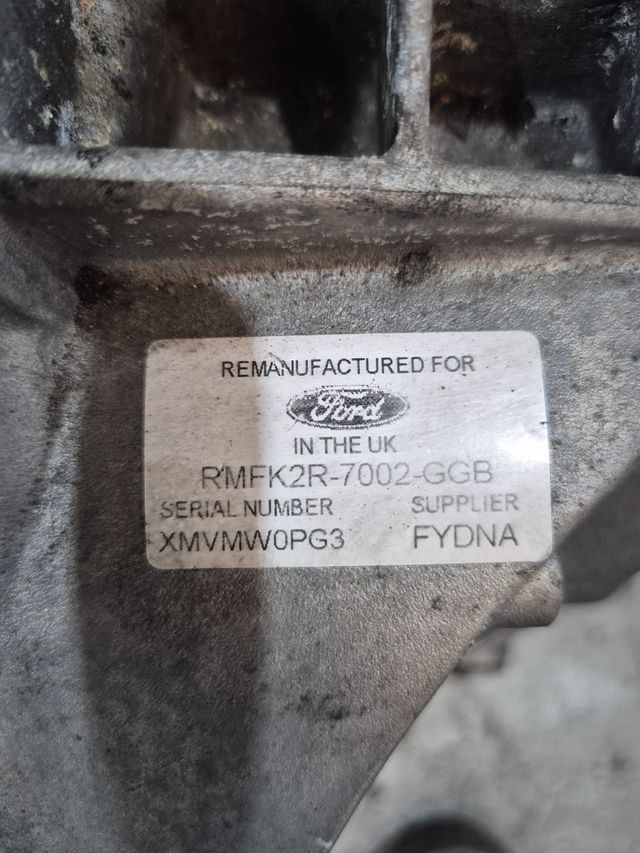 REMANUFACTURED FOR
Ford
IN THE UK
RMFK2R-7002-GGB
SERIAL NUMBER SUPPLIER
XMVMW0PG3 FYDNA